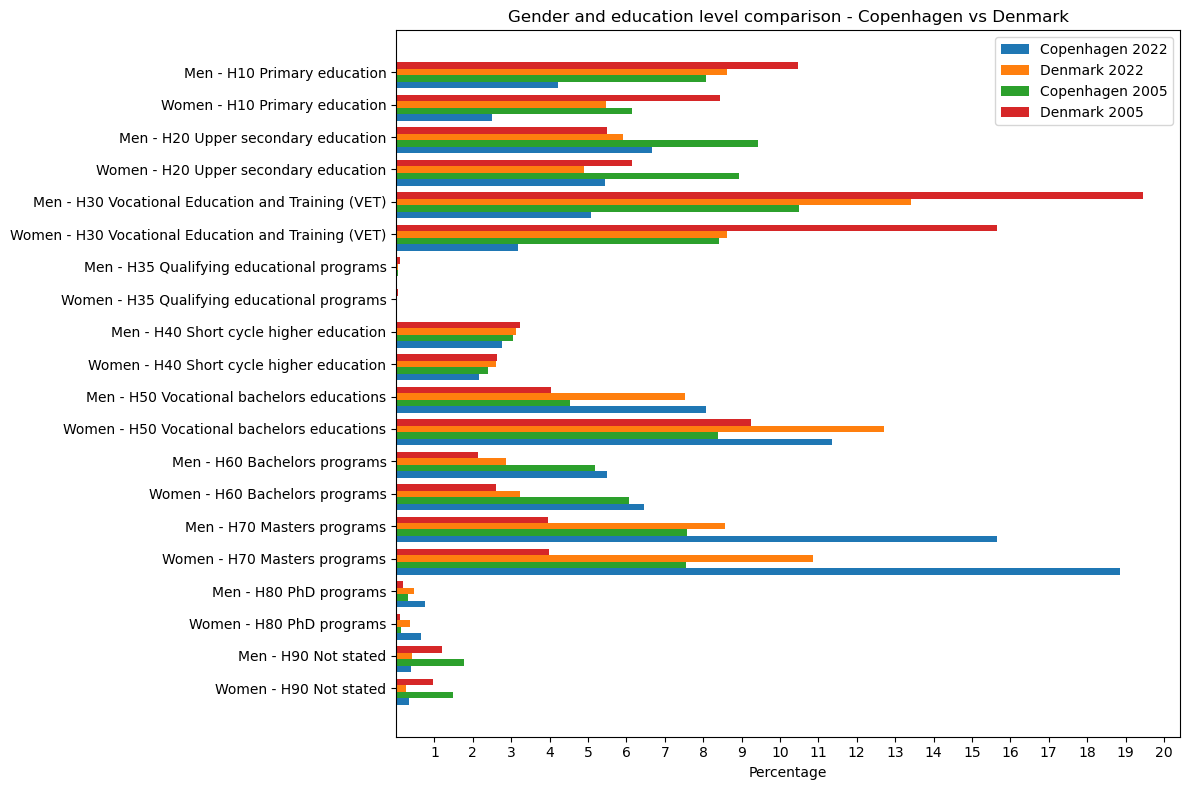 Gender and education level comparison - Copenhagen vs Denmark
Copenhagen 2022
Denmark 2022
Copenhagen 2005
Denmark 2005
Men - H10 Primary education
Women - H10 Primary education
Men - H20 Upper secondary education
Women - H20 Upper secondary education
Men - H30 Vocational Education and Training (VET)
Women - H30 Vocational Education and Training (VET)
Men - H35 Qualifying educational programs
Women - H35 Qualifying educational programs
Men - H40 Short cycle higher education
Women - H40 Short cycle higher education
Men - H50 Vocational bachelors educations
Women - H50 Vocational bachelors educations
Men - H60 Bachelors programs
Women - H60 Bachelors programs
Men - H70 Masters programs
Women - H70 Masters programs
Men - H80 PhD programs
Women - H80 PhD programs
Men - H90 Not stated
Women - H90 Not stated
1 2 3 4 5 6 7 8 9 10 11 12 13 14 15 16 17 18 19 20
Percentage